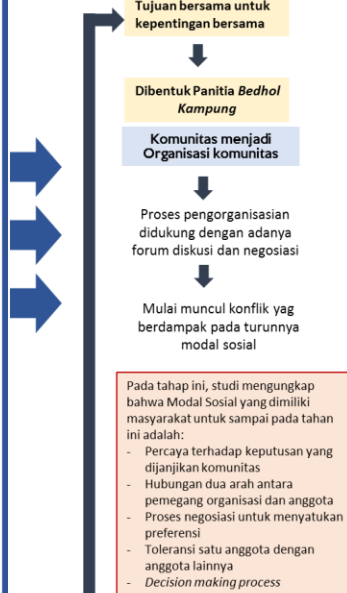 Tujuan bersama untuk
kepentingan bersama
Dibentuk Panitia Bedhol
Kampung
Komunitas menjadi
Organisasi komunitas
Proses pengorganisasian
didukung dengan adanya
forum diskusi dan negosiasi
Mulai muncul konflik yag
berdampak pada turunnya
modal sosial
Pada tahap ini, studi mengungkap
bahwa Modal Sosial yang dimiliki
masyarakat untuk sampai pada tahan
ini adalah:
- Percaya terhadap keputusan yang
dijanjikan komunitas
- Hubungan dua arah antara
pemegang organisasi dan anggota
- Proses negosiasi untuk menyatukan
preferensi
- Toleransi satu anggota dengan
anggota lainnya
- Decision making process